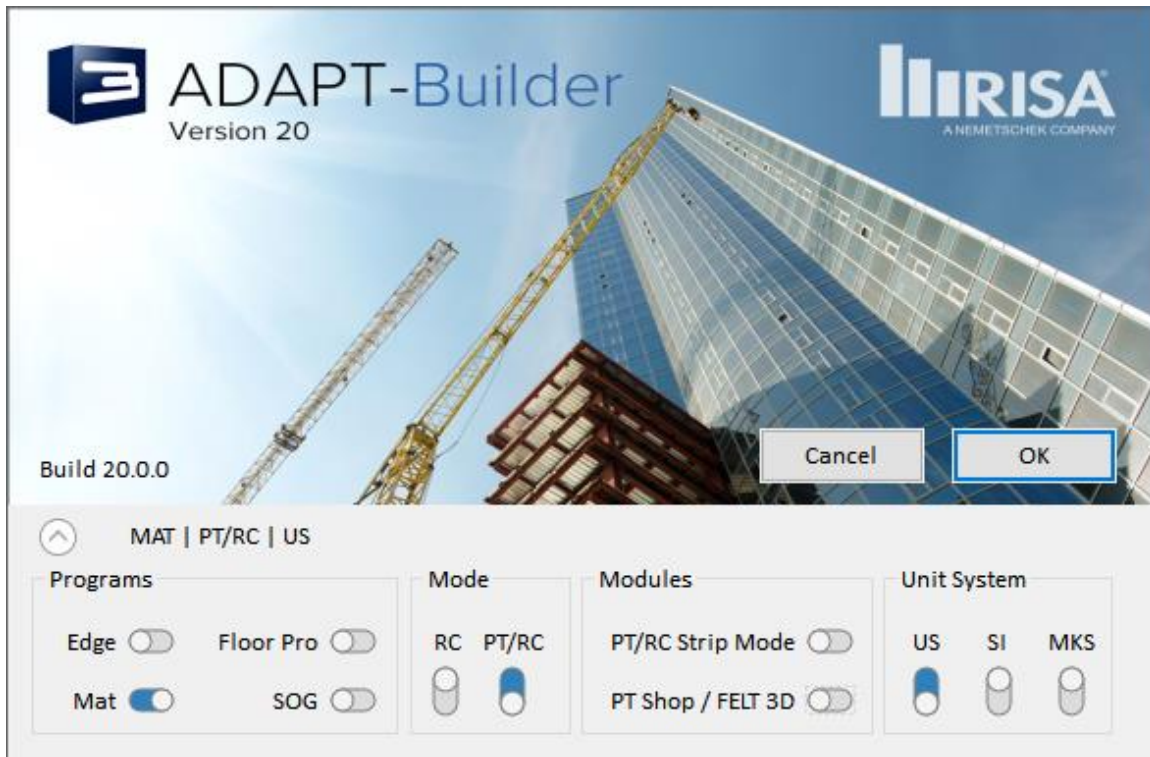 ADAPT-Builder
Version 20
RISA
A NEMETSCHEK COMPANY
Build 20.0.0
Cancel
OK
MAT | PT/RC | US
Programs
Edge
Floor Pro
Mat
SOG
Mode
RC
PT/RC
Modules
PT/RC Strip Mode
PT Shop / FELT 3D
Unit System
US
SI
MKS